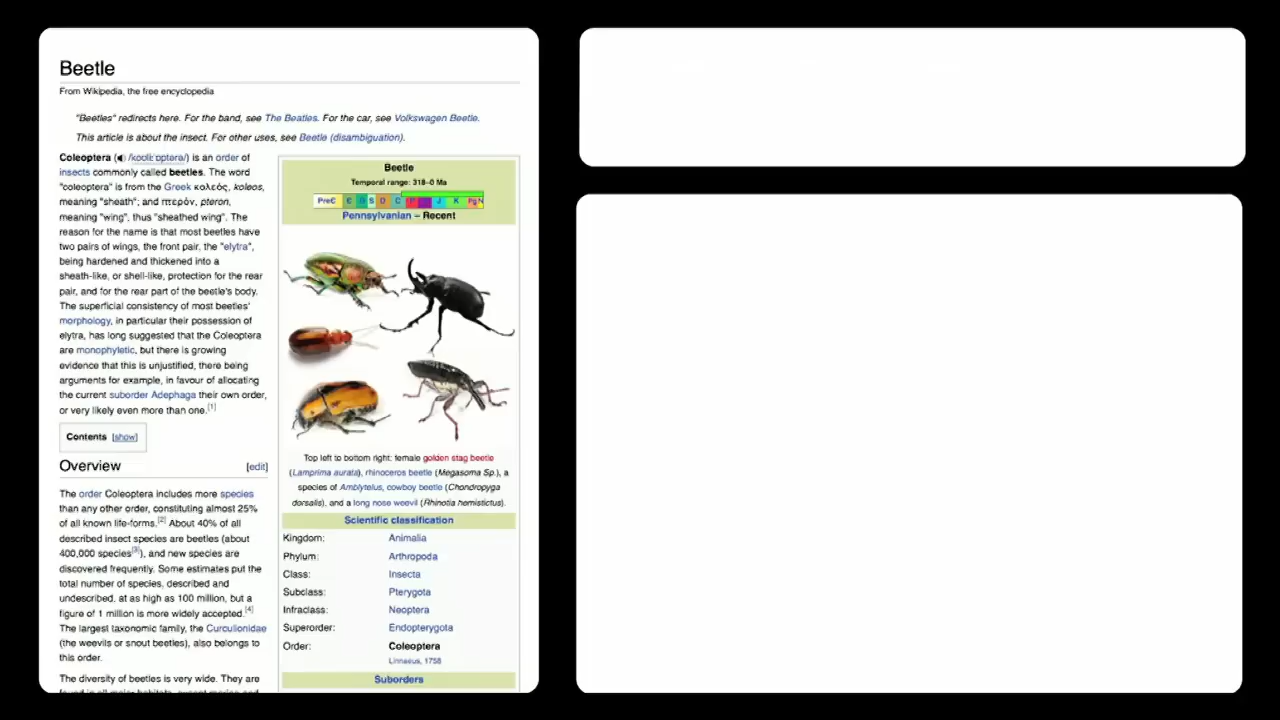 Beetle
From Wikipedia, the free encyclopedia
"Beetles" redirects here. For the band, see The Beatles. For the car, see Volkswagen Beetle.
This article is about the insect. For other uses, see Beetle (disambiguation).
Coleoptera (/koʊliːˈɒptərə/) is an order of
insects commonly called beetles. The word
"coleoptera" is from the Greek κολεός, koleos,
meaning "sheath"; and πτερόν, pteron,
meaning "wing", thus "sheathed wing". The
reason for the name is that most beetles have
two pairs of wings, the front pair, the "elytra",
being hardened and thickened into a
sheath-like, or shell-like, protection for the rear
pair, and for the rear part of the beetle's body.
The superficial consistency of most beetles'
morphology, in particular their possession of
elytra, has long suggested that the Coleoptera
are monophyletic, but there is growing
evidence that this is unjustified, there being
arguments for example, in favour of allocating
the current suborder Adephaga their own order,
or very likely even more than one.[1]
Contents [show]
Overview [edit]
The order Coleoptera includes more species
than any other order, constituting almost 25%
of all known life-forms.[2] About 40% of all
described insect species are beetles (about
400,000 species[3]), and new species are
discovered frequently. Some estimates put the
total number of species, described and
undescribed, at as high as 100 million, but a
figure of 1 million is more widely accepted.[4]
The largest taxonomic family, the Curculionidae
(the weevils or snout beetles), also belongs to
this order.
The diversity of beetles is very wide. They are
found in all major habitats, except marine and
Beetle
Temporal range: 318–0 Ma
PreЄ Є O S D C P T J K Pg N
Pennsylvanian – Recent
Top left to bottom right: female golden stag beetle
(Lamprima aurata), rhinoceros beetle (Megasoma Sp.), a
species of Amblytelus, cowboy beetle (Chondropyga
dorsalis), and a long nose weevil (Rhinotia hemistictus).
Scientific classification
Kingdom: Animalia
Phylum: Arthropoda
Class: Insecta
Subclass: Pterygota
Infraclass: Neoptera
Superorder: Endopterygota
Order: Coleoptera
Linnaeus, 1758
Suborders